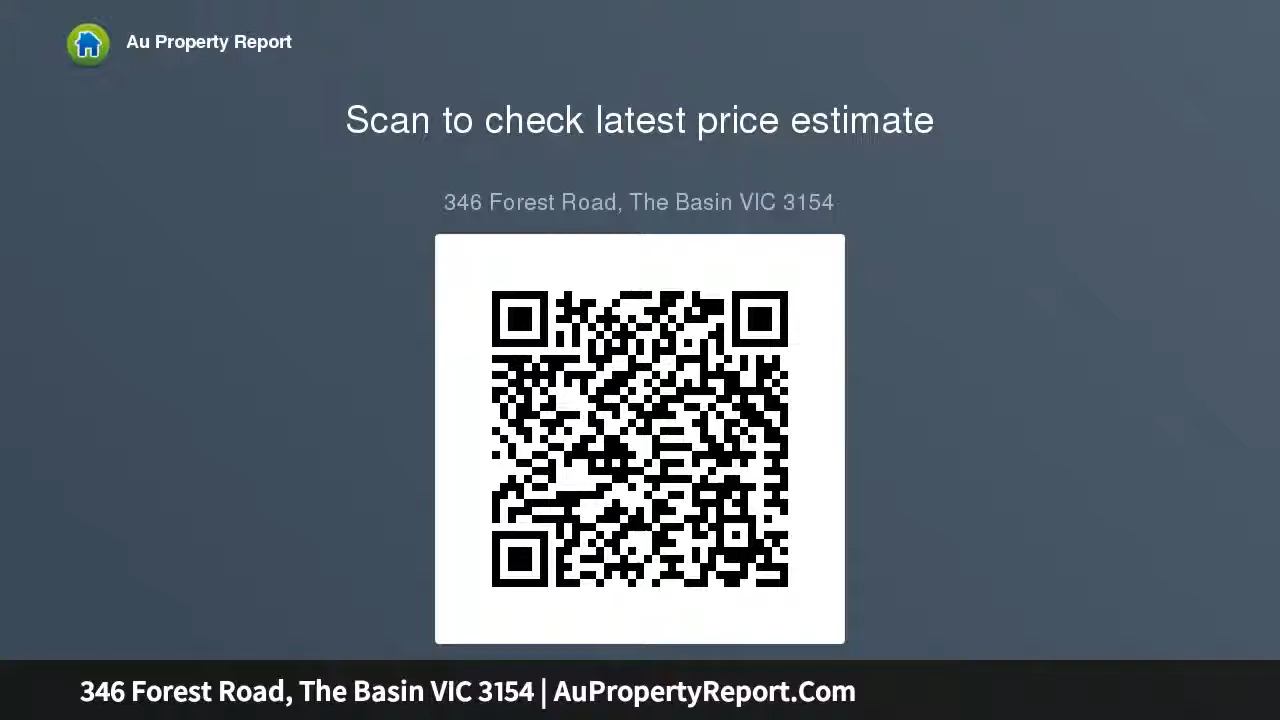 Au Property Report
Scan to check latest price estimate
346 Forest Road, The Basin VIC 3154
346 Forest Road, The Basin VIC 3154 | AuPropertyReport.Com